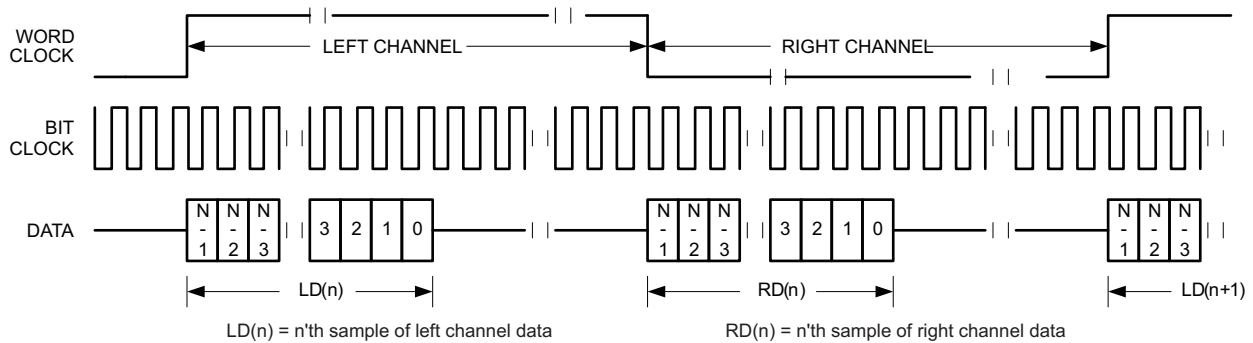 WORD
CLOCK
LEFT CHANNEL
RIGHT CHANNEL
BIT
CLOCK
DATA
N
-
1
N
-
2
N
-
3
3 2 1 0
N
-
1
N
-
2
N
-
3
3 2 1 0
N
-
1
N
-
2
N
-
3
LD(n)
RD(n)
LD(n+1)
LD(n) = n'th sample of left channel data
RD(n) = n'th sample of right channel data